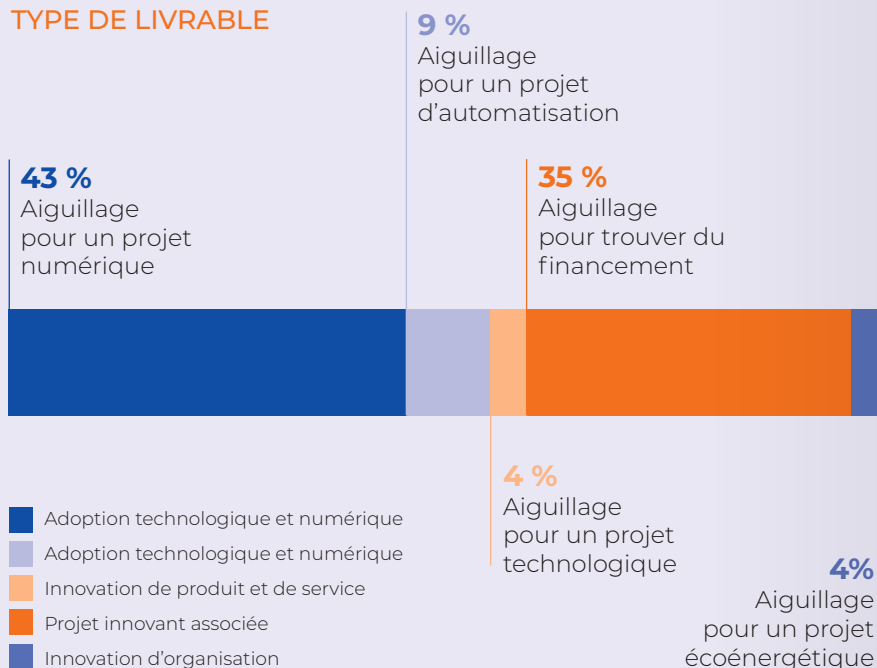 TYPE DE LIVRABLE
9 %
Aiguillage
pour un projet
d’automatisation
43 %
Aiguillage
pour un projet
numérique
35 %
Aiguillage
pour trouver du
financement
4 %
Aiguillage
pour un projet
technologique
4%
Aiguillage
pour un projet
écoénergétique
Adoption technologique et numérique
Adoption technologique et numérique
Innovation de produit et de service
Projet innovant associée
Innovation d’organisation